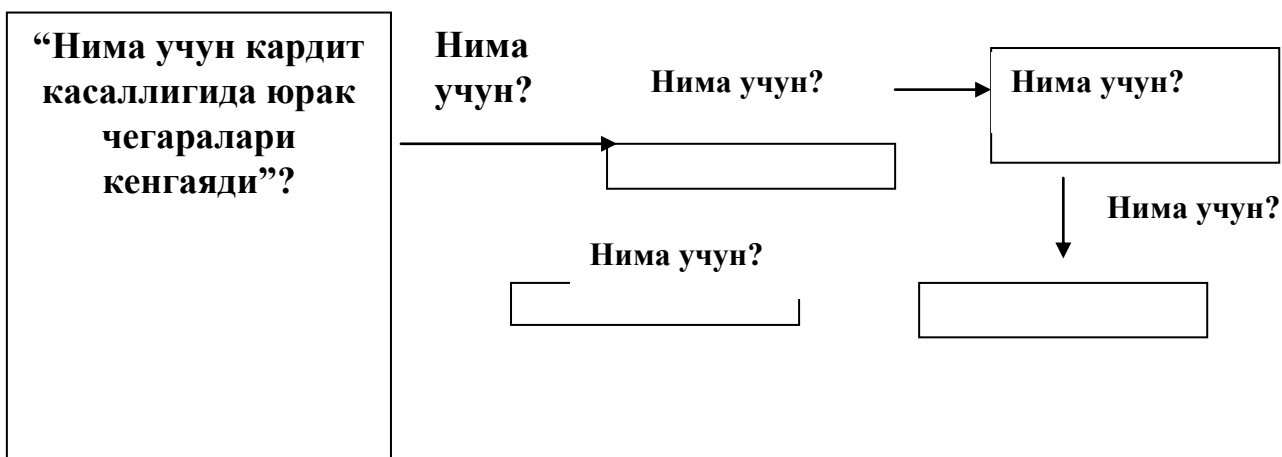 “Нима учун кардит
касаллигида юрак
чегаралари
кенгаяди”?
Нима
учун?
Нима учун?
Нима учун?
Нима учун?
Нима учун?